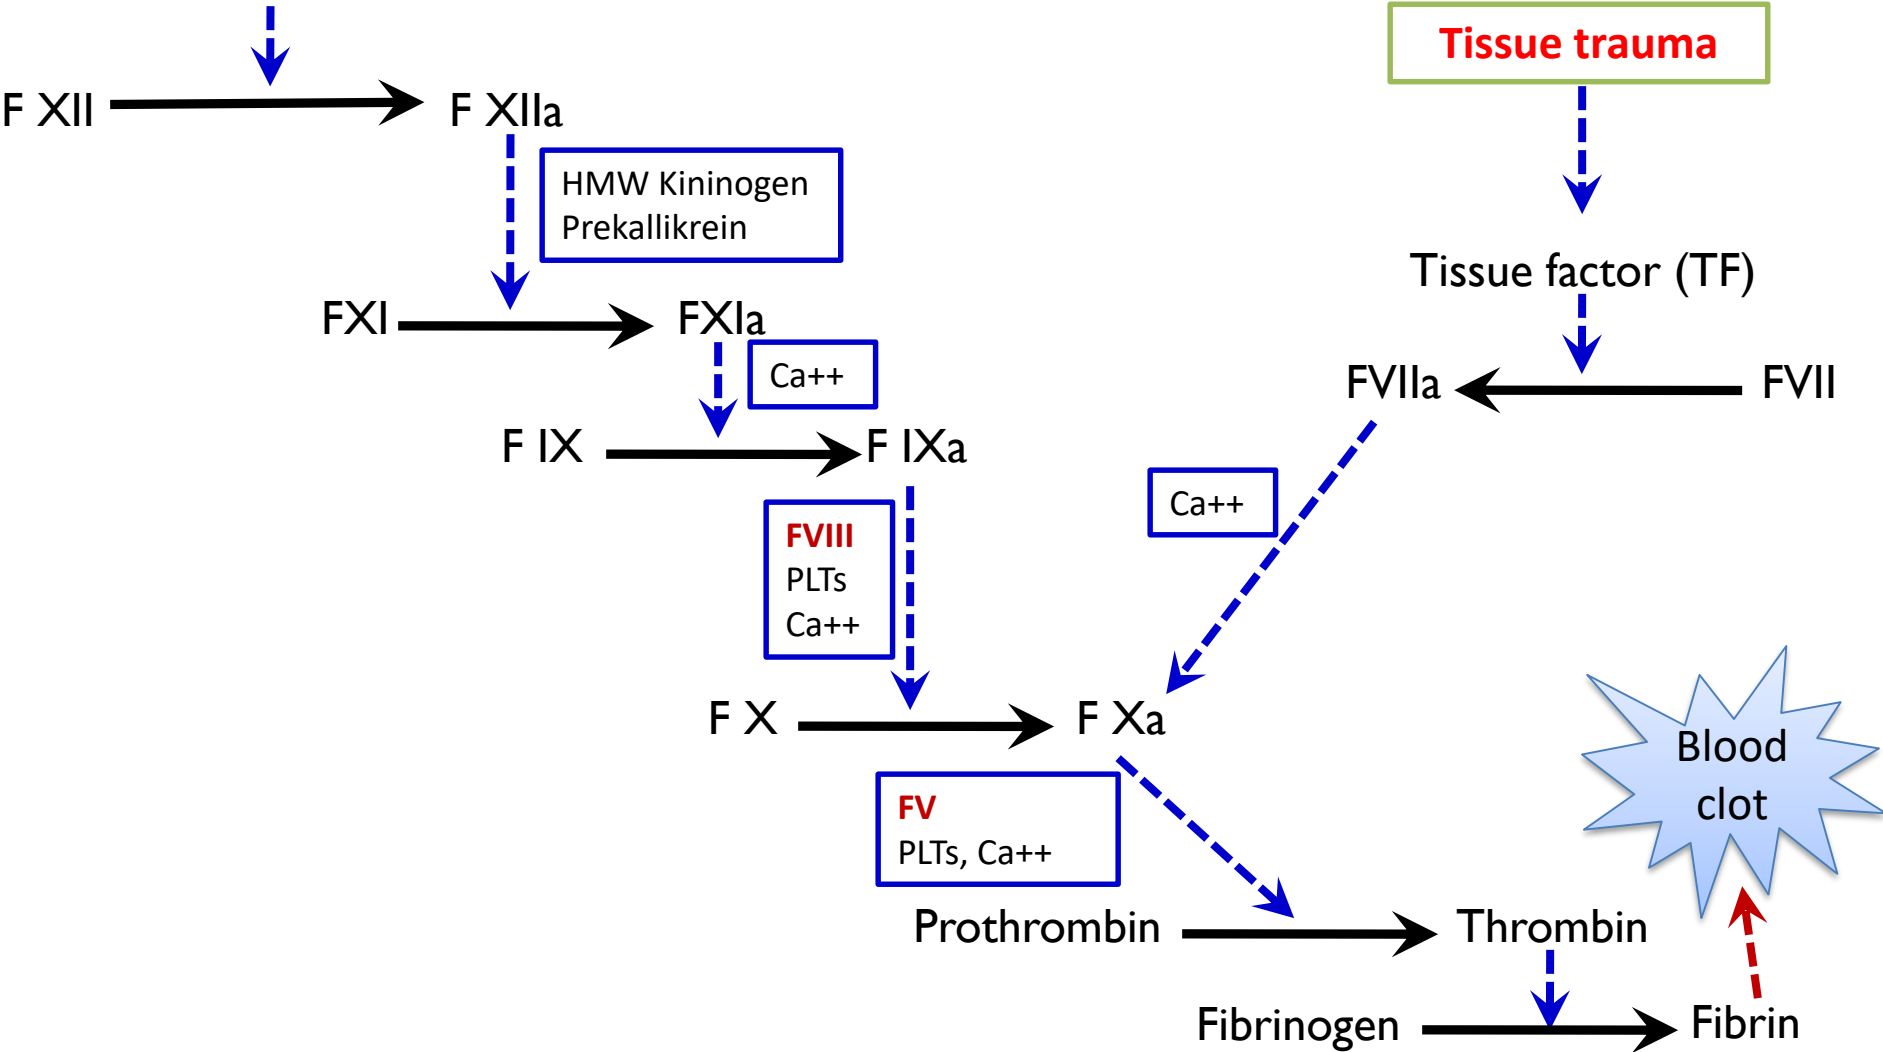 Tissue trauma
F XII
F XIIa
HMW Kininogen
Prekallikrein
Tissue factor (TF)
FXI
FXIa
Ca++
FVIIa
FVII
F IX
F IXa
Ca++
FVIII
PLTs
Ca++
F X
F Xa
Blood
clot
FV
PLTs, Ca++
Prothrombin
Thrombin
Fibrinogen
Fibrin